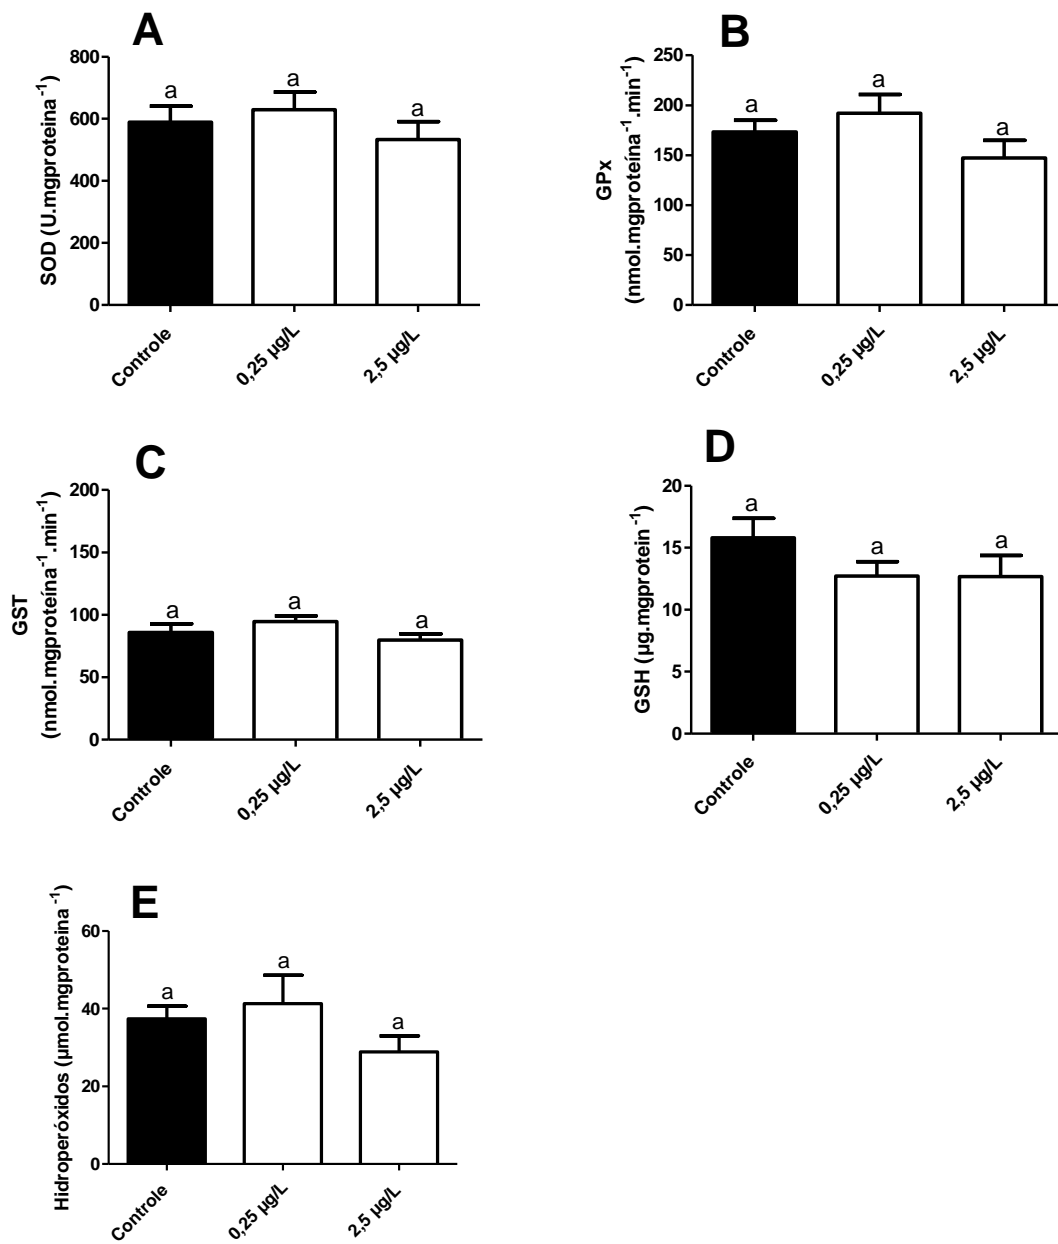 A
SOD (U.mgproteina⁻¹)
800
600
400
200
0
a
a
a
Controle
0,25 µg/L
2,5 µg/L
B
GPx
(nmol.mgproteína⁻¹.min⁻¹)
250
200
150
100
50
0
a
a
a
Controle
0,25 µg/L
2,5 µg/L
C
GST
(nmol.mgproteína⁻¹.min⁻¹)
200
150
100
50
0
a
a
a
Controle
0,25 µg/L
2,5 µg/L
D
GSH (µg.mgprotein⁻¹)
20
15
10
5
0
a
a
a
Controle
0,25 µg/L
2,5 µg/L
E
Hidroperóxidos (µmol.mgproteina⁻¹)
60
40
20
0
a
a
a
Controle
0,25 µg/L
2,5 µg/L